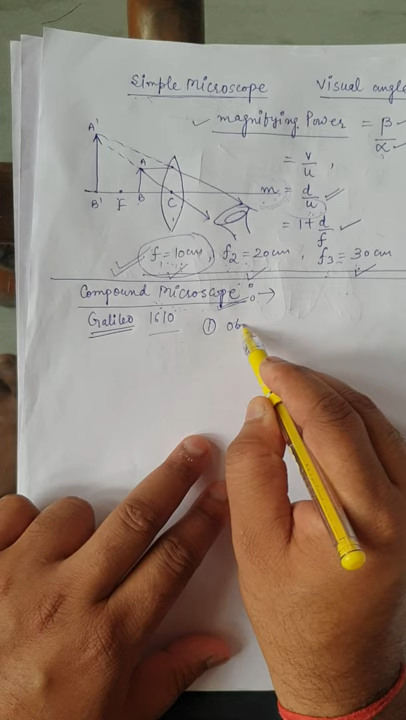 Simple Microscope Visual angle
magnifying Power = β/α
= v/u ,
m = d/u
= 1 + d/f
A'
A
B' F B C
f₁ = 10 cm , f₂ = 20 cm , f₃ = 30 cm
Compound Microscope :→
Galileo 1610 ① ob